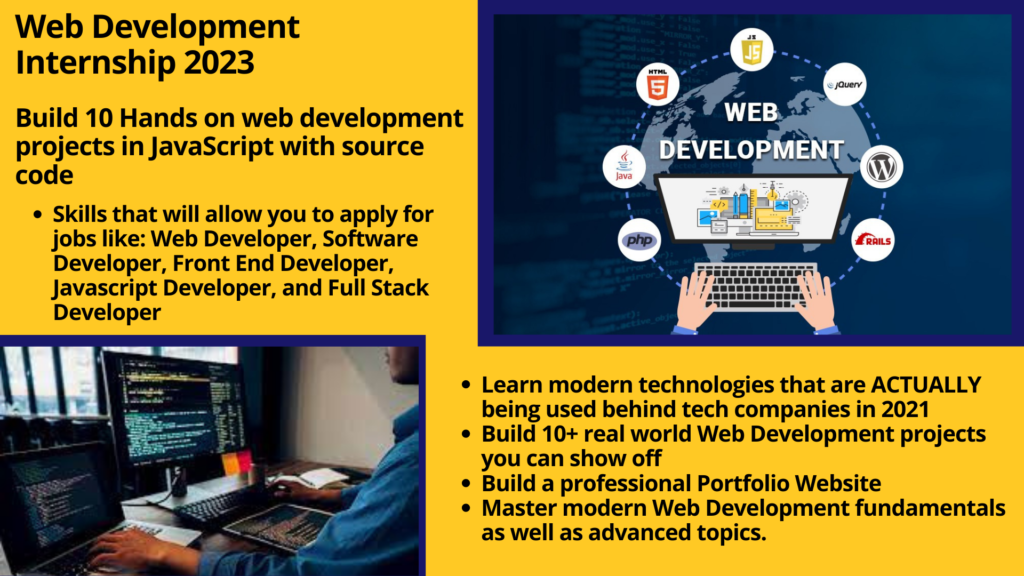 Web Development
Internship 2023
Build 10 Hands on web development
projects in JavaScript with source
code
• Skills that will allow you to apply for
jobs like: Web Developer, Software
Developer, Front End Developer,
Javascript Developer, and Full Stack
Developer
JS
HTML
5
jQuery
WEB
DEVELOPMENT
Java
W
php
RAILS
• Learn modern technologies that are ACTUALLY
being used behind tech companies in 2021
• Build 10+ real world Web Development projects
you can show off
• Build a professional Portfolio Website
• Master modern Web Development fundamentals
as well as advanced topics.